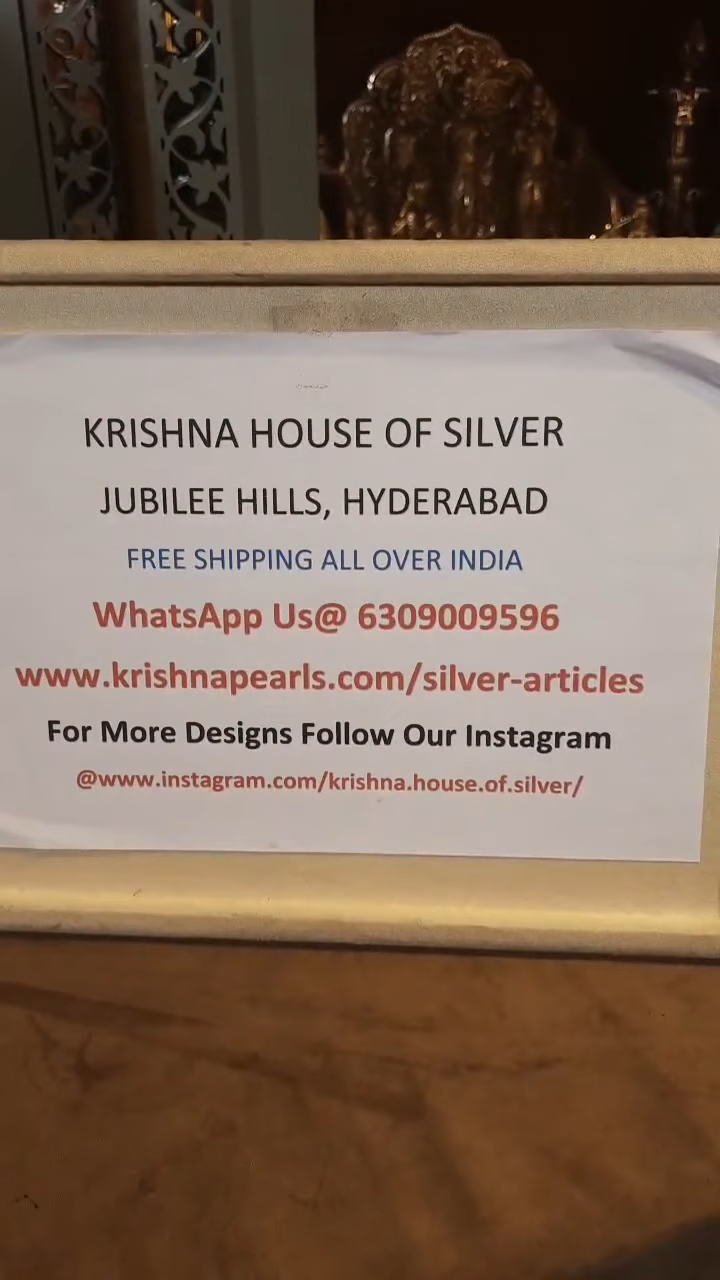 KRISHNA HOUSE OF SILVER
JUBILEE HILLS, HYDERABAD
FREE SHIPPING ALL OVER INDIA
WhatsApp Us@ 6309009596
www.krishnapearls.com/silver-articles
For More Designs Follow Our Instagram
@www.instagram.com/krishna.house.of.silver/